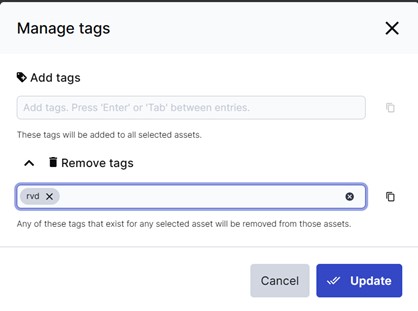 Manage tags
Add tags
Add tags. Press 'Enter' or 'Tab' between entries.
These tags will be added to all selected assets.
Remove tags
rvd
Any of these tags that exist for any selected asset will be removed from those assets.
Cancel
Update